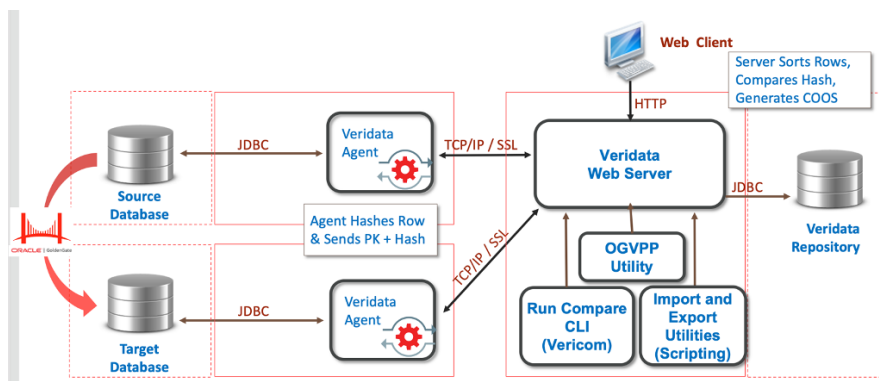 Web Client
Server Sorts Rows,
Compares Hash,
Generates COOS
HTTP
JDBC
Veridata
Agent
TCP/IP / SSL
Veridata
Web Server
JDBC
Source
Database
Agent Hashes Row
& Sends PK + Hash
Veridata
Repository
ORACLE | GoldenGate
TCP/IP / SSL
OGVPP
Utility
JDBC
Veridata
Agent
Run Compare
CLI
(Vericom)
Import and
Export
Utilities
(Scripting)
Target
Database